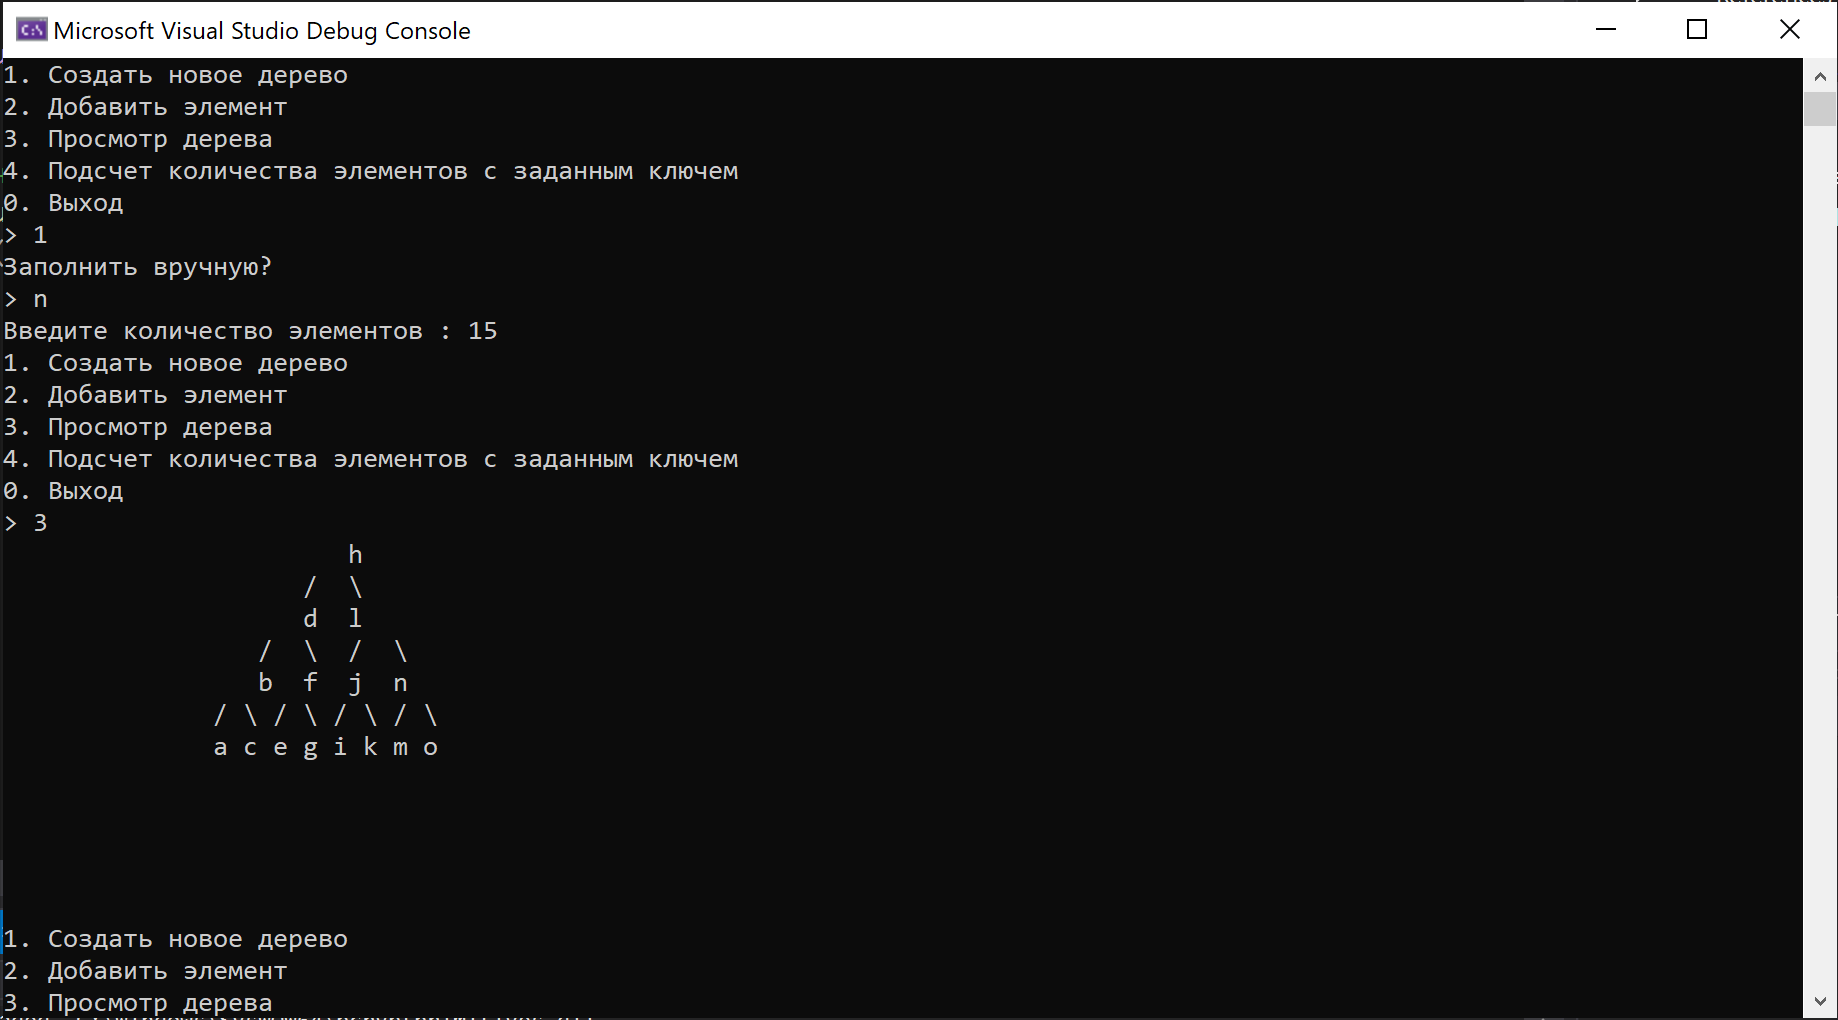 Microsoft Visual Studio Debug Console
1. Создать новое дерево
2. Добавить элемент
3. Просмотр дерева
4. Подсчет количества элементов с заданным ключем
0. Выход
> 1
Заполнить вручную?
> n
Введите количество элементов : 15
1. Создать новое дерево
2. Добавить элемент
3. Просмотр дерева
4. Подсчет количества элементов с заданным ключем
0. Выход
> 3
h
/ \
d l
/ \ / \
b f j n
/ \ / \ / \ / \
a c e g i k m o
1. Создать новое дерево
2. Добавить элемент
3. Просмотр дерева